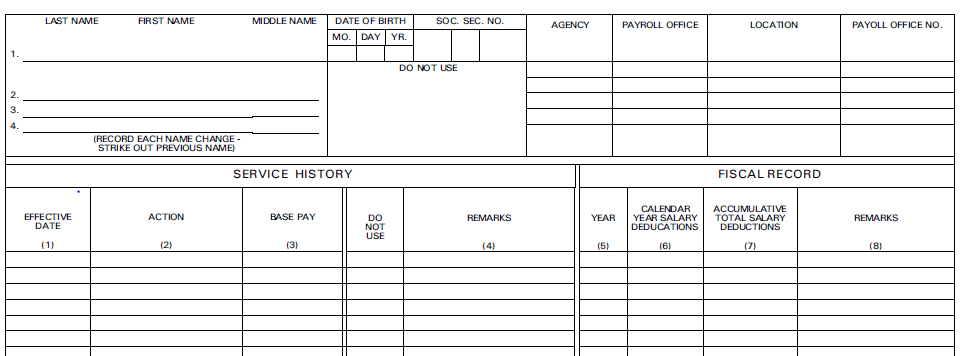 LAST NAME FIRST NAME MIDDLE NAME DATE OF BIRTH SOC. SEC. NO. AGENCY PAYROLL OFFICE LOCATION PAYOLL OFFICE NO.
MO. DAY YR.
1.
DO NOT USE
2.
3.
4.
(RECORD EACH NAME CHANGE -
STRIKE OUT PREVIOUS NAME)
SERVICE HISTORY FISCAL RECORD
EFFECTIVE
DATE
(1)
ACTION
(2)
BASE PAY
(3)
DO
NOT
USE
REMARKS
(4)
YEAR
(5)
CALENDAR
YEAR SALARY
DEDUCATIONS
(6)
ACCUMULATIVE
TOTAL SALARY
DEDUCTIONS
(7)
REMARKS
(8)